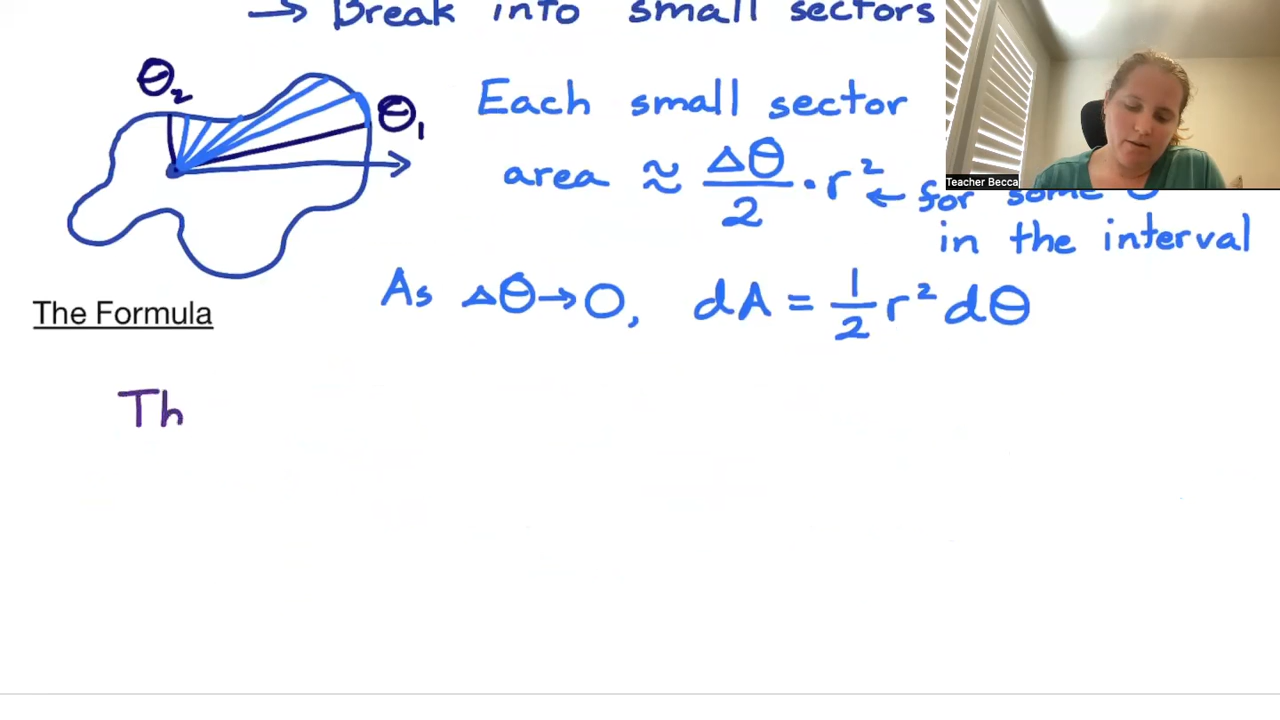 → Break into small sectors
θ₂
θ₁
Each small sector
area ≈ Δθ/2 · r² ← for some θ
in the interval
Teacher Becca
As Δθ→0, dA = 1/2 r² dθ
The Formula
Th